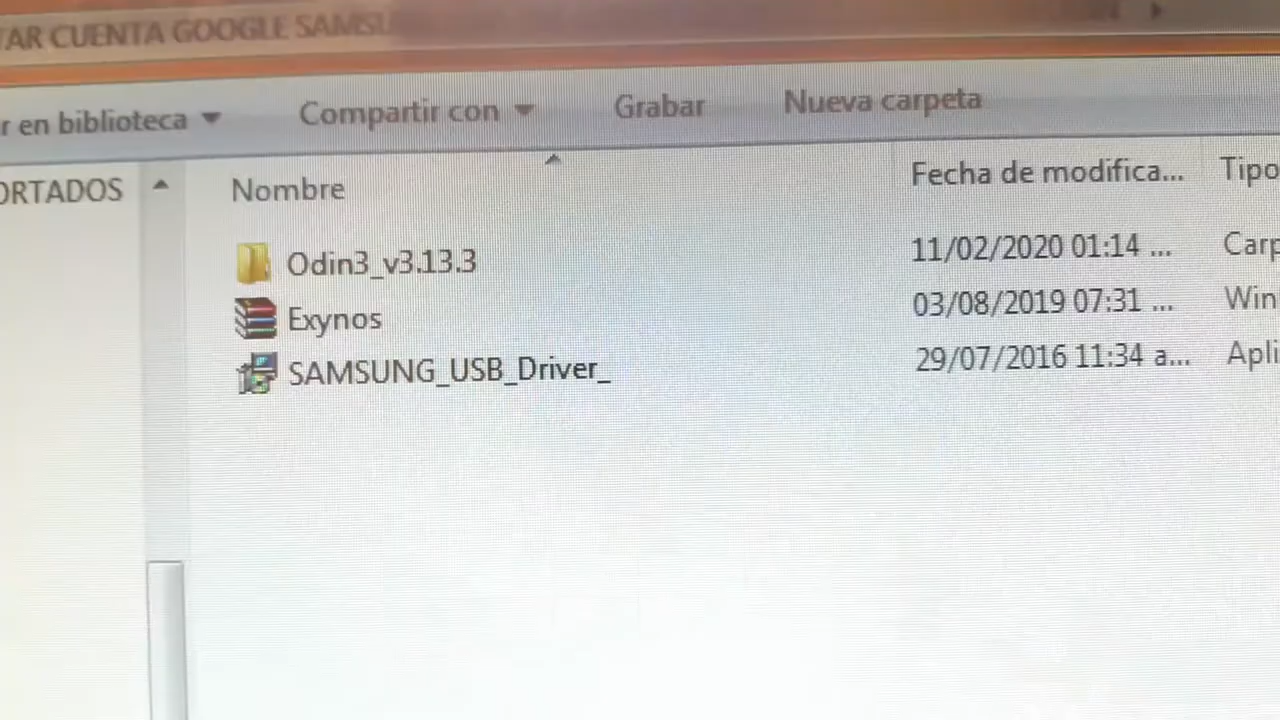 TAR CUENTA GOOGLE SAMSU
r en biblioteca Compartir con Grabar Nueva carpeta
ORTADOS Nombre Fecha de modifica... Tipo
Odin3_v3.13.3 11/02/2020 01:14 ... Carp
Exynos 03/08/2019 07:31 ... Win
SAMSUNG_USB_Driver_ 29/07/2016 11:34 a... Apli